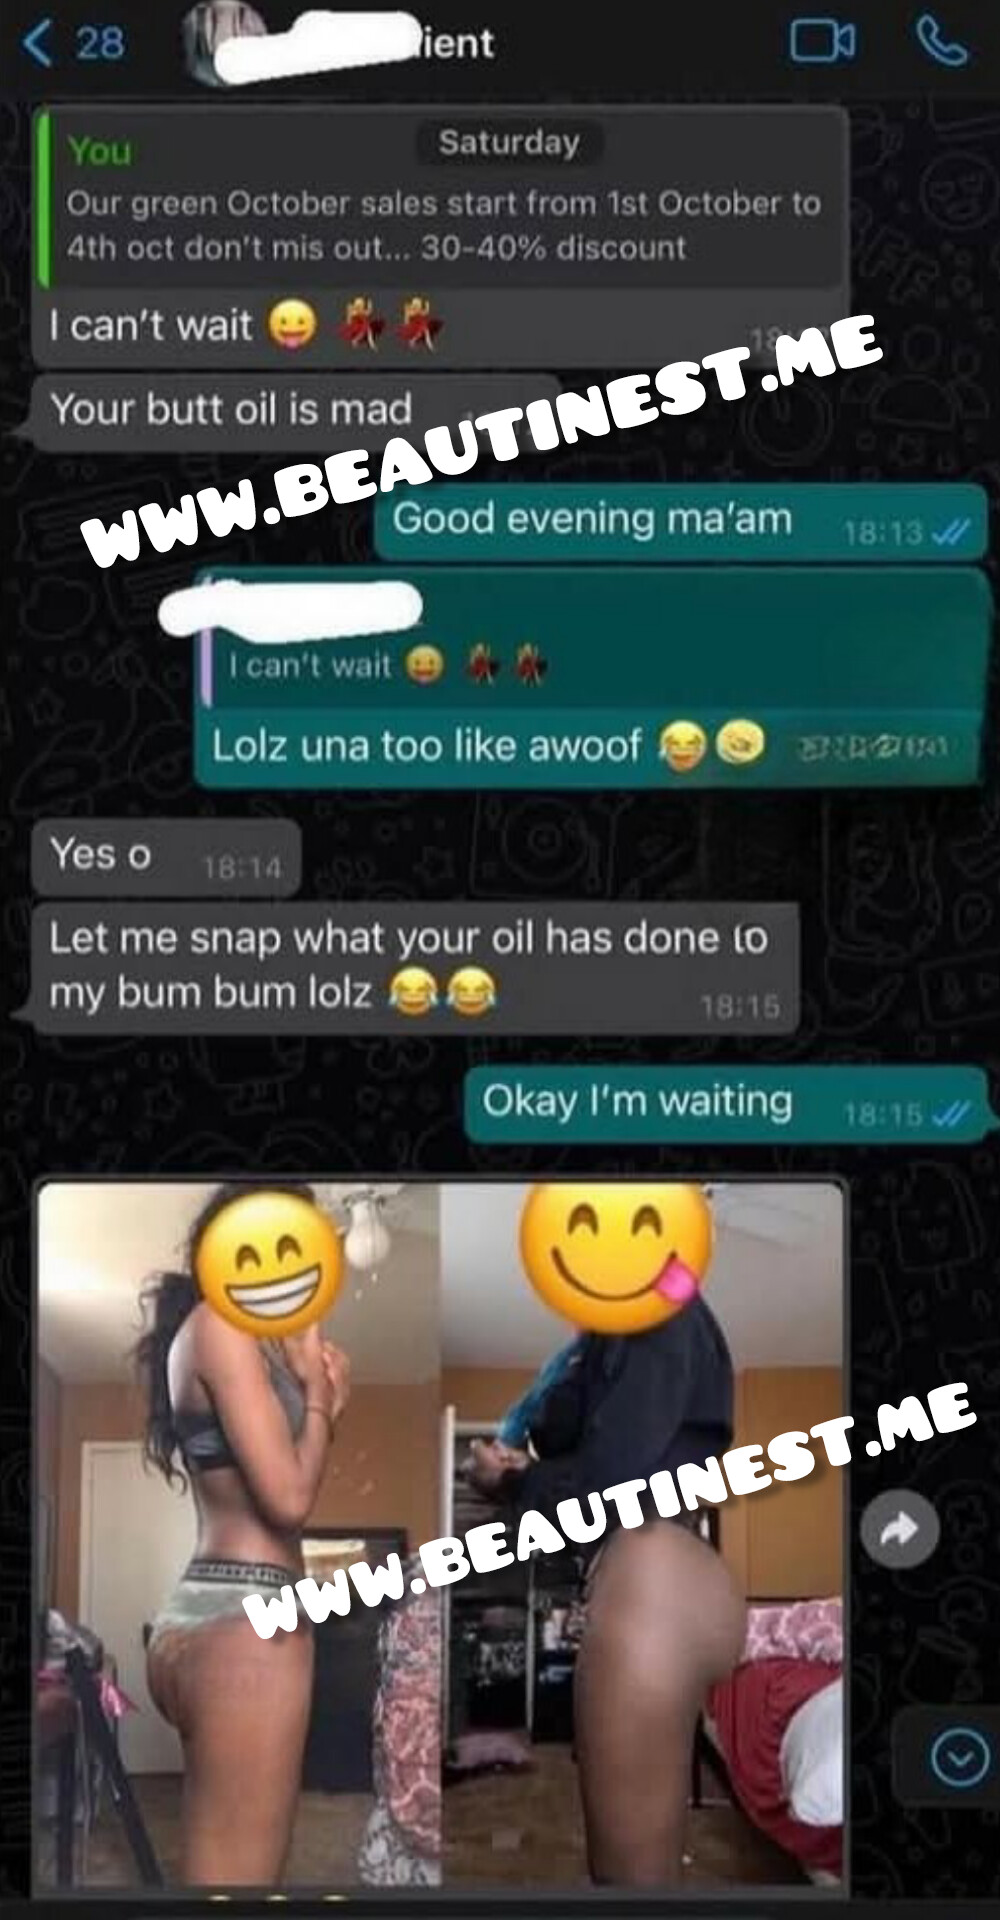 28
ient
You
Saturday
Our green October sales start from 1st October to
4th oct don't mis out... 30-40% discount
I can't wait 😛 💃 💃
Your butt oil is mad
WWW.BEAUTINEST.ME
Good evening ma'am 18:13
I can't wait 😛 💃 💃
Lolz una too like awoof 😂
Yes o 18:14
Let me snap what your oil has done to
my bum bum lolz 😂😂 18:15
Okay I'm waiting 18:15
WWW.BEAUTINEST.ME